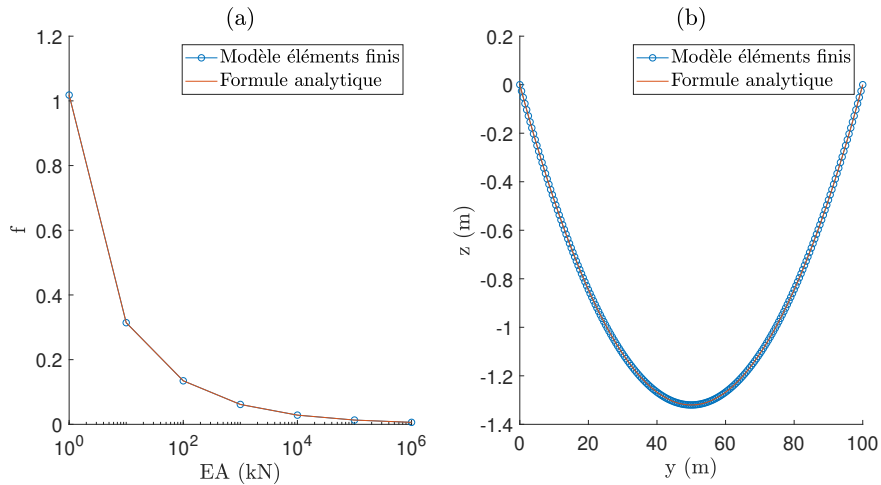 (a)
1.2
1
0.8
0.6
0.4
0.2
0
f
10^0
10^2
10^4
10^6
EA (kN)
Modèle éléments finis
Formule analytique
(b)
0.2
0
-0.2
-0.4
-0.6
-0.8
-1
-1.2
-1.4
z (m)
0
20
40
60
80
100
y (m)
Modèle éléments finis
Formule analytique